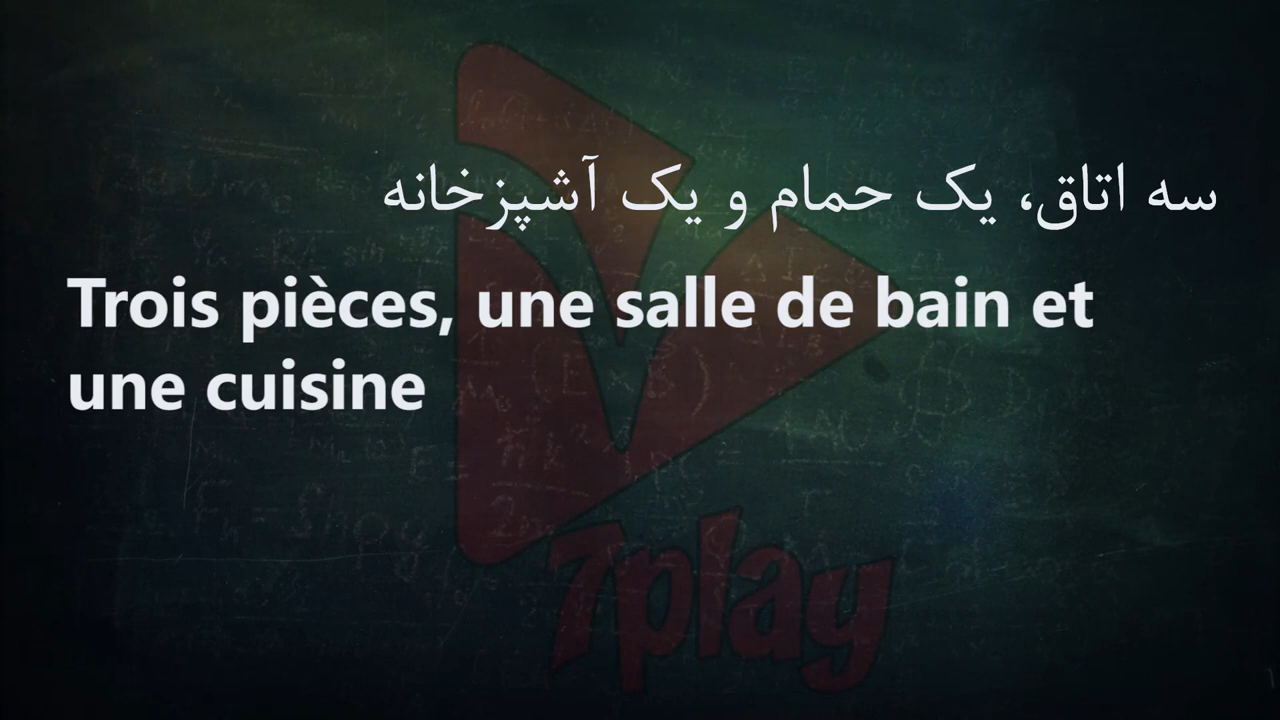 سه اتاق، یک حمام و یک آشپزخانه
Trois pièces, une salle de bain et
une cuisine
7play